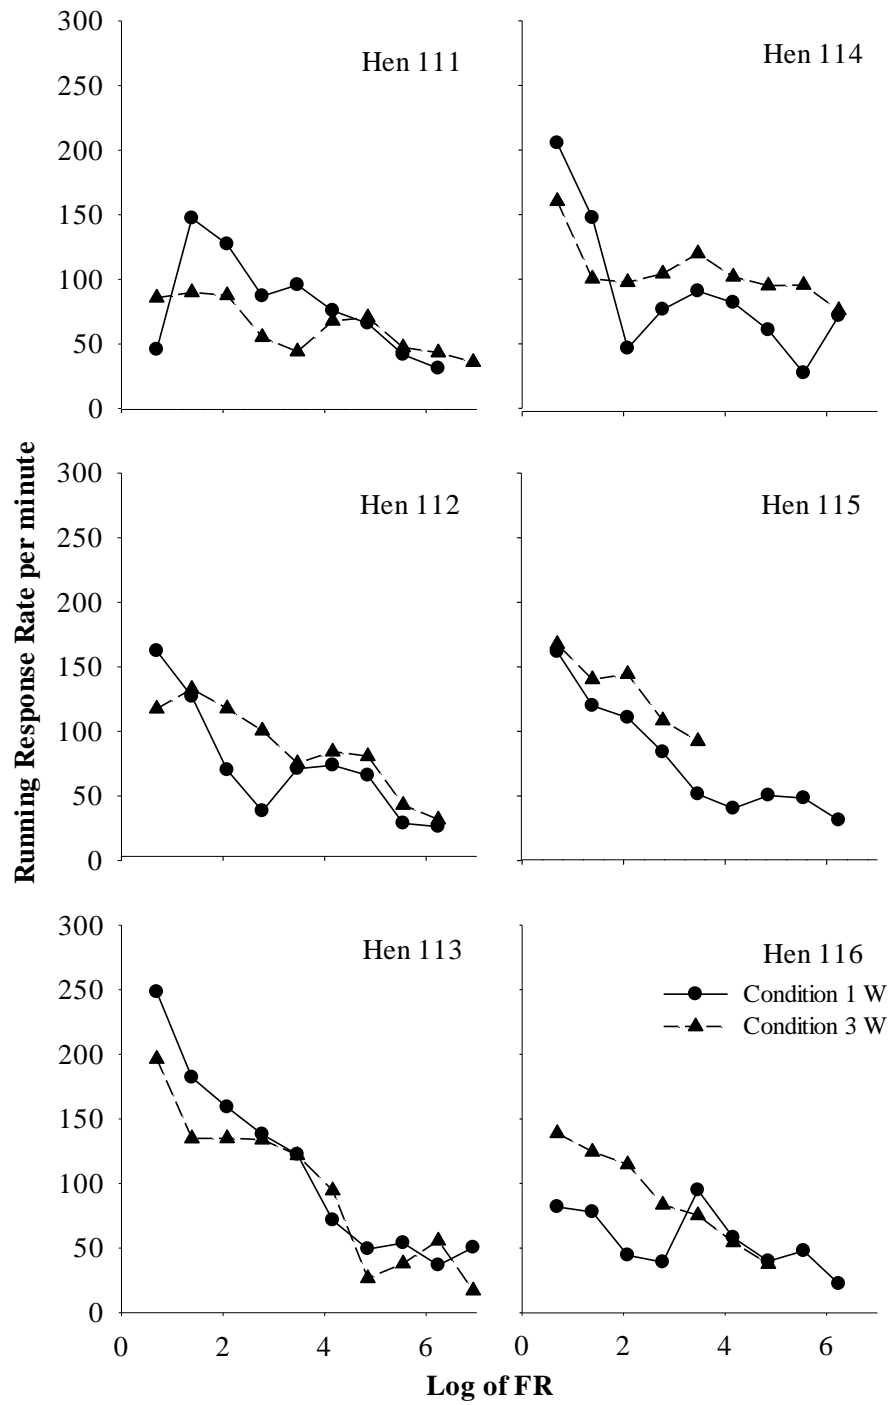 Running Response Rate per minute
300
250
200
150
100
50
0
Hen 111
Hen 114
300
250
200
150
100
50
0
Hen 112
Hen 115
300
250
200
150
100
50
0
Hen 113
Hen 116
Condition 1 W
Condition 3 W
0 2 4 6
0 2 4 6
Log of FR